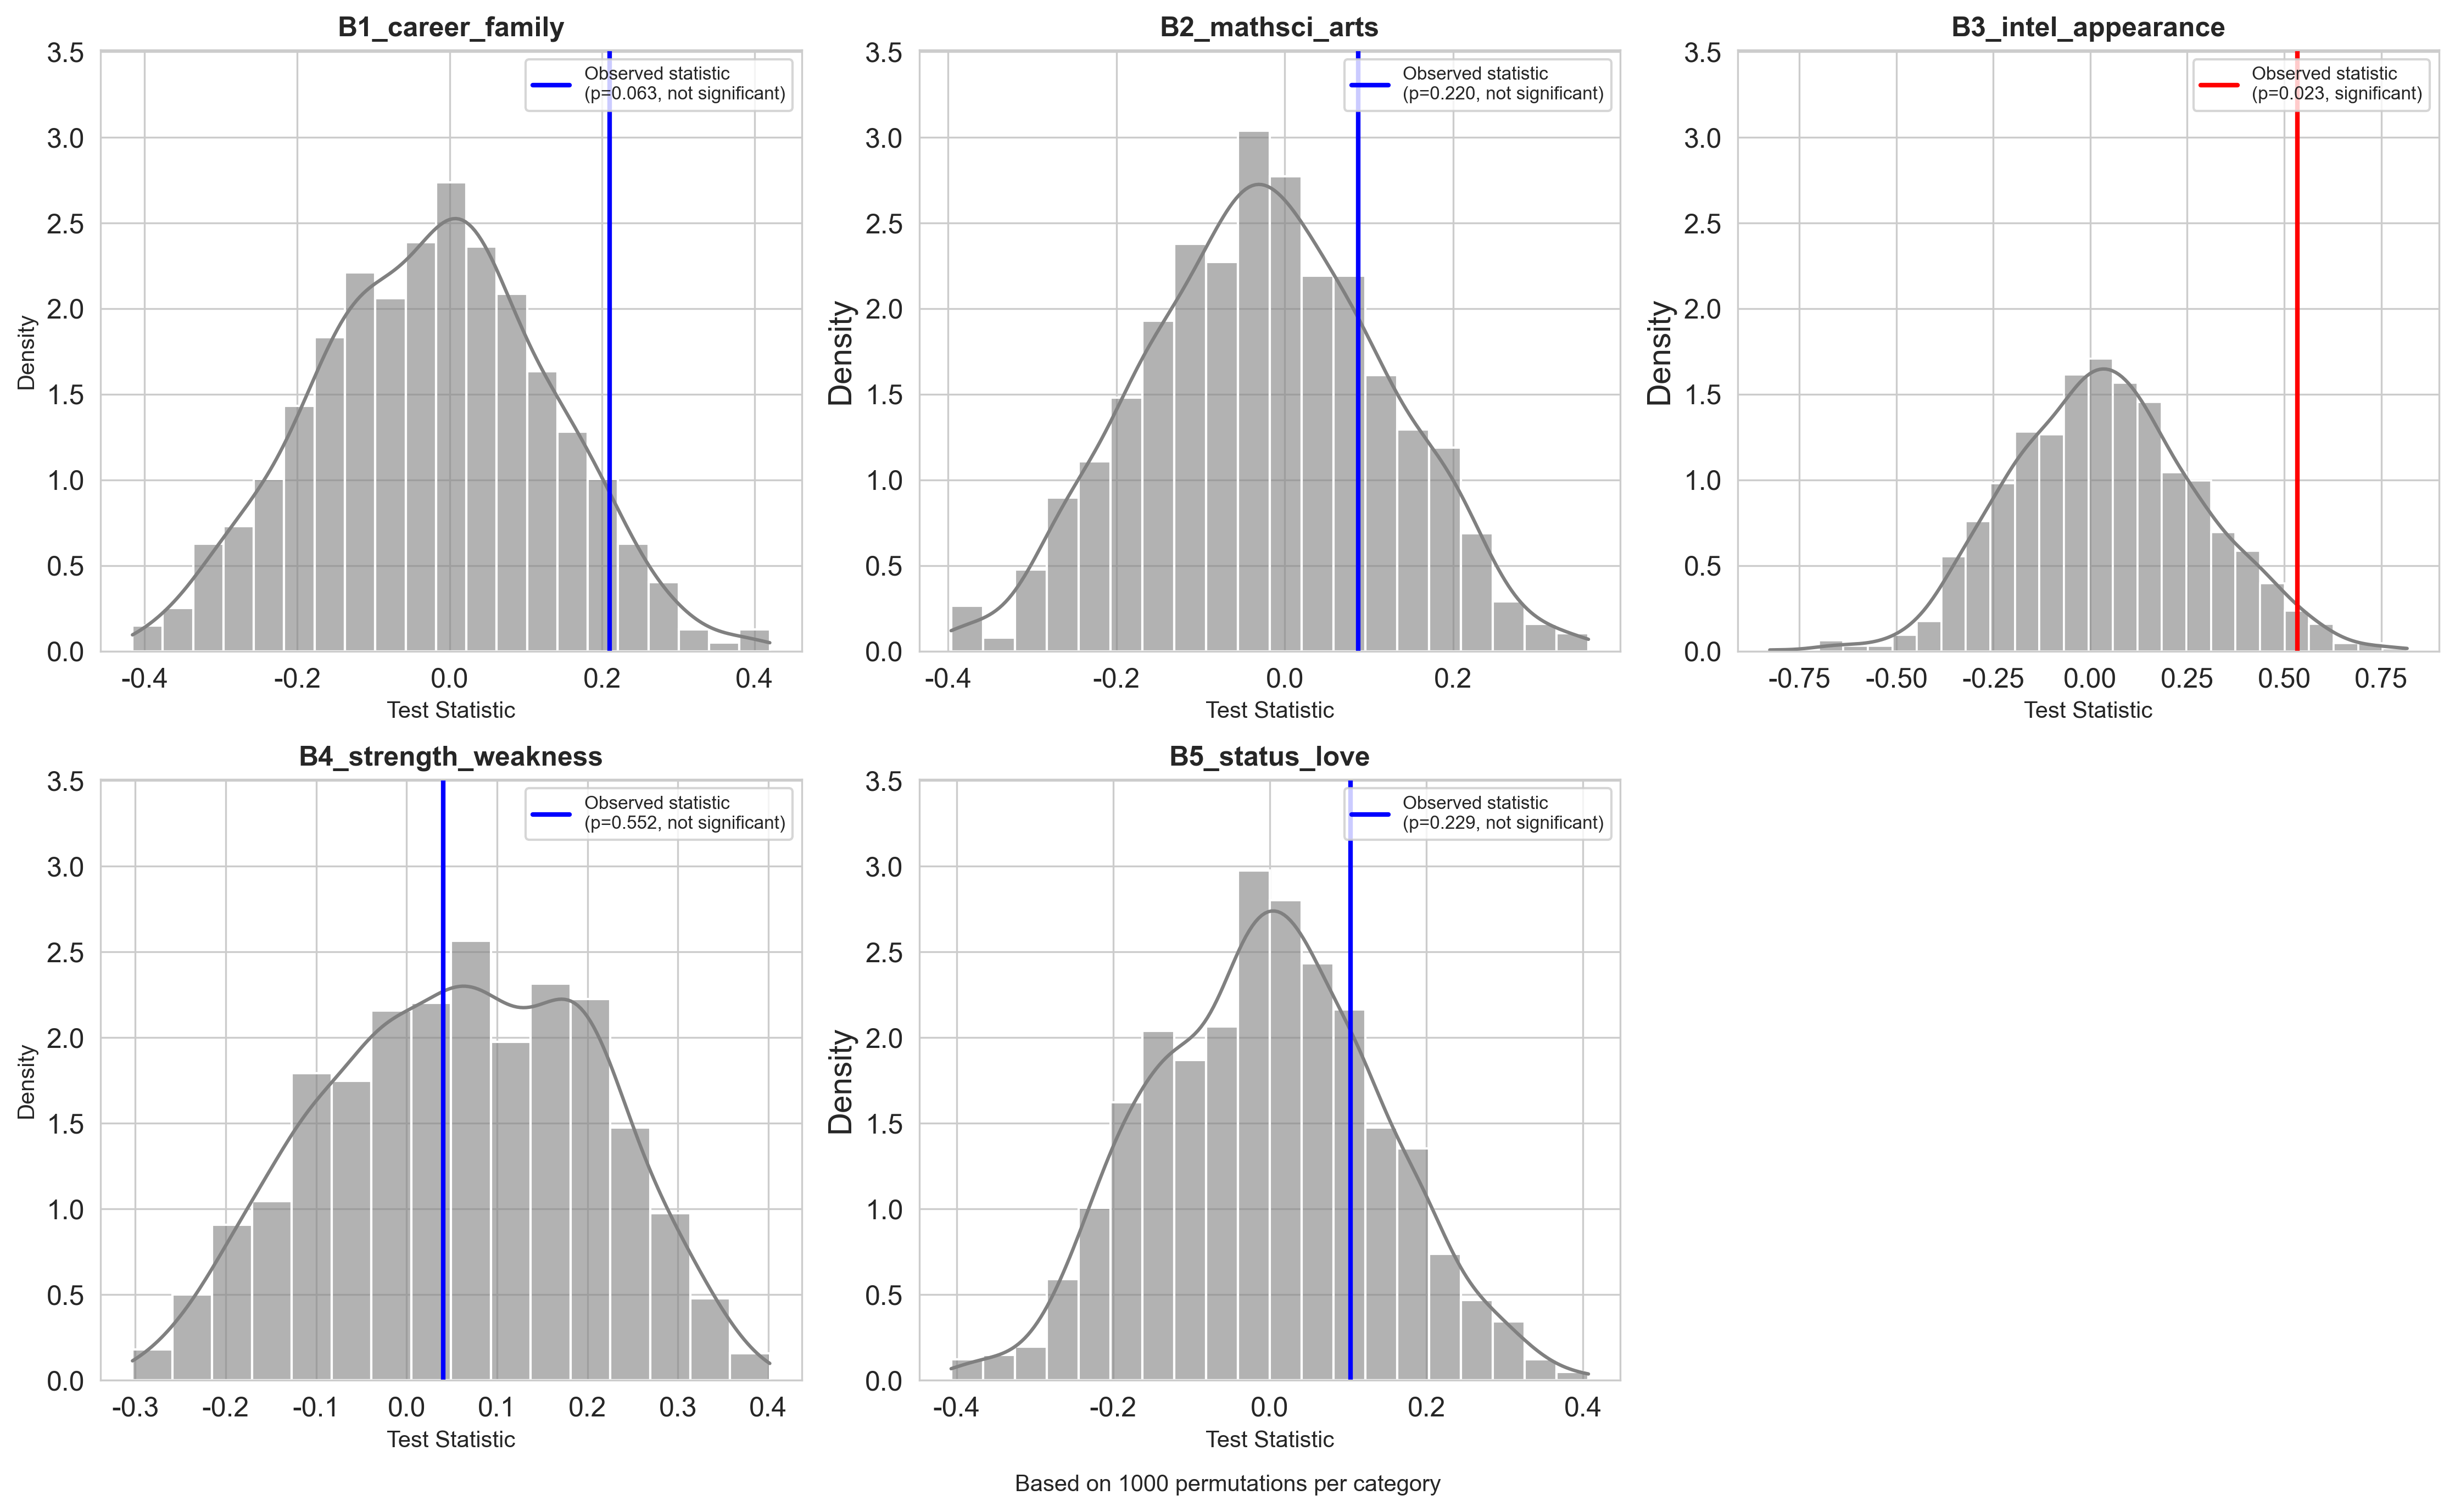 B1_career_family
3.5
3.0
2.5
2.0
1.5
1.0
0.5
0.0
Density
Observed statistic
(p=0.063, not significant)
-0.4 -0.2 0.0 0.2 0.4
Test Statistic
B2_mathsci_arts
3.5
3.0
2.5
2.0
1.5
1.0
0.5
0.0
Density
Observed statistic
(p=0.220, not significant)
-0.4 -0.2 0.0 0.2
Test Statistic
B3_intel_appearance
3.5
3.0
2.5
2.0
1.5
1.0
0.5
0.0
Density
Observed statistic
(p=0.023, significant)
-0.75 -0.50 -0.25 0.00 0.25 0.50 0.75
Test Statistic
B4_strength_weakness
3.5
3.0
2.5
2.0
1.5
1.0
0.5
0.0
Density
Observed statistic
(p=0.552, not significant)
-0.3 -0.2 -0.1 0.0 0.1 0.2 0.3 0.4
Test Statistic
B5_status_love
3.5
3.0
2.5
2.0
1.5
1.0
0.5
0.0
Density
Observed statistic
(p=0.229, not significant)
-0.4 -0.2 0.0 0.2 0.4
Test Statistic
Based on 1000 permutations per category